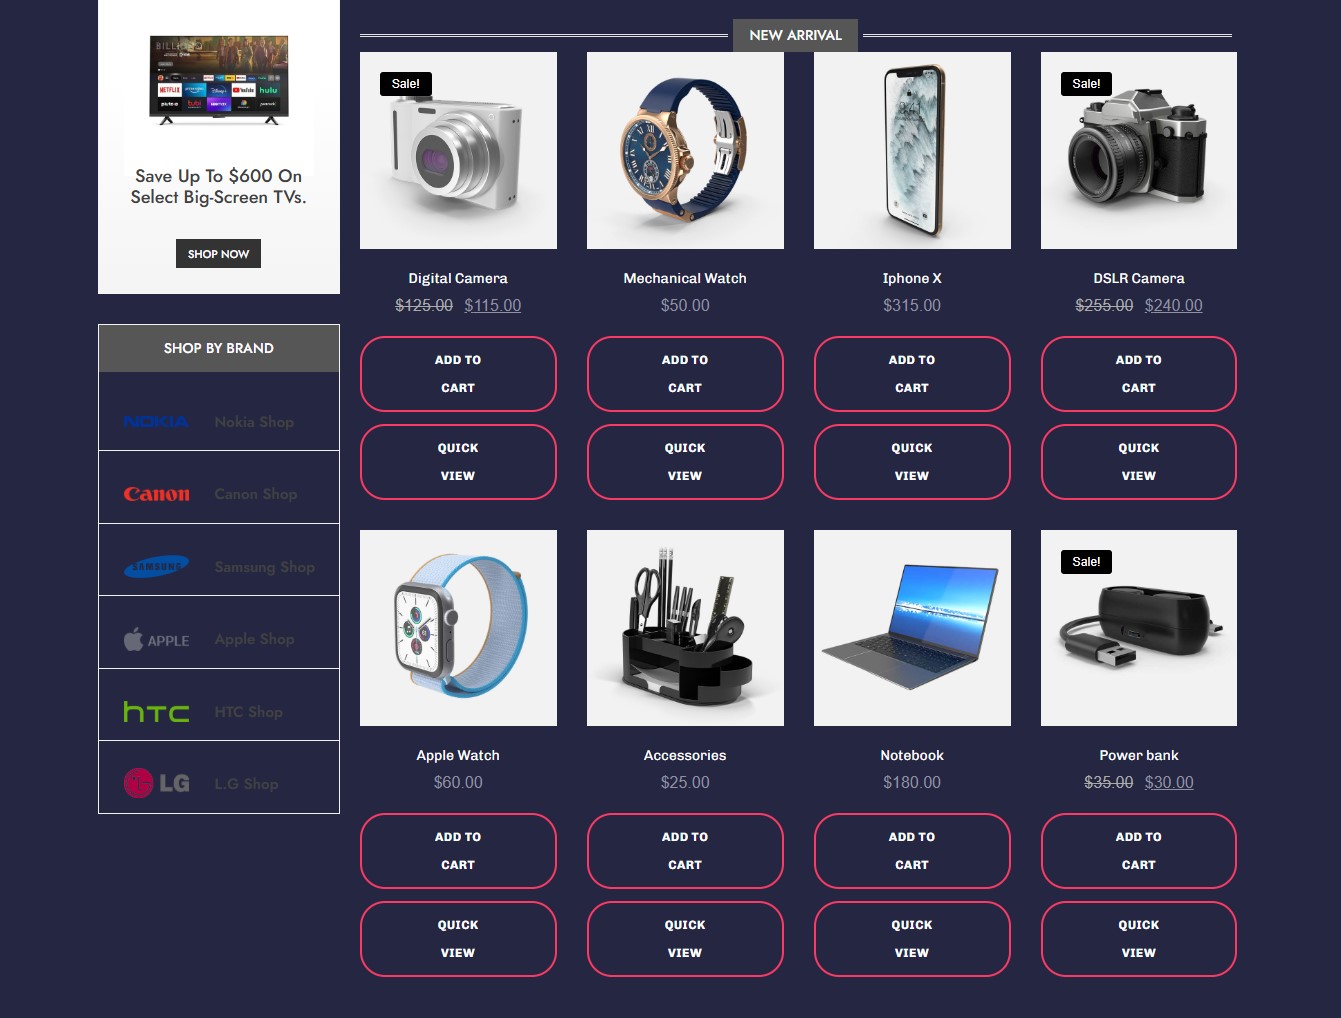 Save Up To $600 On
Select Big-Screen TVs.
SHOP NOW
SHOP BY BRAND
NOKIA Nokia Shop
Canon Canon Shop
SAMSUNG Samsung Shop
APPLE Apple Shop
hTC HTC Shop
LG L.G Shop
NEW ARRIVAL
Sale!
Sale!
Digital Camera
$125.00 $115.00
ADD TO
CART
QUICK
VIEW
Mechanical Watch
$50.00
ADD TO
CART
QUICK
VIEW
Iphone X
$315.00
ADD TO
CART
QUICK
VIEW
DSLR Camera
$255.00 $240.00
ADD TO
CART
QUICK
VIEW
Sale!
Apple Watch
$60.00
ADD TO
CART
QUICK
VIEW
Accessories
$25.00
ADD TO
CART
QUICK
VIEW
Notebook
$180.00
ADD TO
CART
QUICK
VIEW
Power bank
$35.00 $30.00
ADD TO
CART
QUICK
VIEW